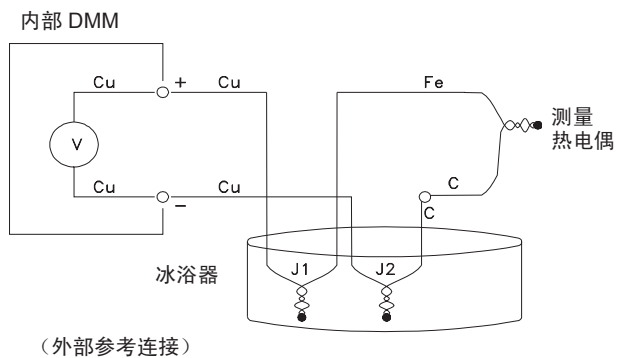 内部 DMM
Cu + Cu Fe
测量
热电偶
V
Cu Cu C
− C
J1 J2
冰浴器
（外部参考连接）